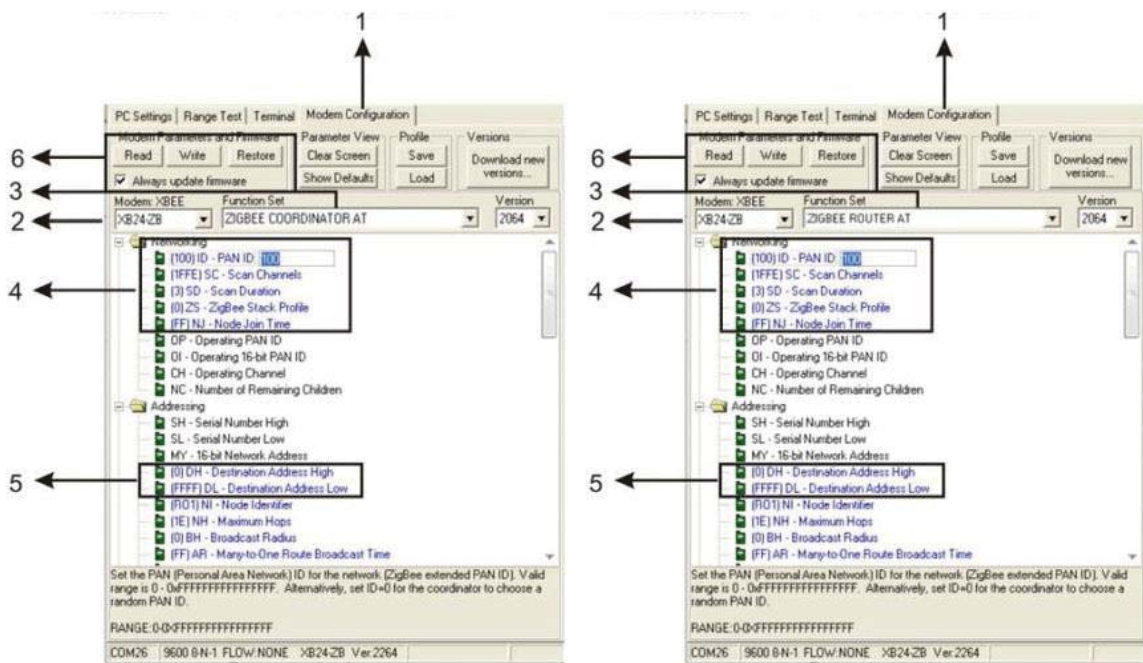 1
PC Settings Range Test Terminal Modem Configuration
Modem Parameters and Firmware Parameter View Profile Versions
6
Read Write Restore Clear Screen Save Download new versions...
Always update firmware Show Defaults Load
3
Modem: XBEE Function Set Version
2
XB24-ZB ZIGBEE COORDINATOR AT 2064
Networking
(100) ID - PAN ID 100
(1FFE) SC - Scan Channels
4
(3) SD - Scan Duration
(0) ZS - ZigBee Stack Profile
(FF) NJ - Node Join Time
OP - Operating PAN ID
OI - Operating 16-bit PAN ID
CH - Operating Channel
NC - Number of Remaining Children
Addressing
SH - Serial Number High
SL - Serial Number Low
MY - 16-bit Network Address
5
(0) DH - Destination Address High
(FFFF) DL - Destination Address Low
(RO1) NI - Node Identifier
(1E) NH - Maximum Hops
(0) BH - Broadcast Radius
(FF) AR - Many-to-One Route Broadcast Time
Set the PAN (Personal Area Network) ID for the network (ZigBee extended PAN ID). Valid
range is 0 - 0xFFFFFFFFFFFFFFFF. Alternatively, set ID=0 for the coordinator to choose a
random PAN ID.
RANGE:0-0XFFFFFFFFFFFFFFFF
COM26 9600 8-N-1 FLOW:NONE XB24-ZB Ver:2264
1
PC Settings Range Test Terminal Modem Configuration
Modem Parameters and Firmware Parameter View Profile Versions
6
Read Write Restore Clear Screen Save Download new versions...
Always update firmware Show Defaults Load
3
Modem: XBEE Function Set Version
2
XB24-ZB ZIGBEE ROUTER AT 2064
Networking
(100) ID - PAN ID 100
(1FFE) SC - Scan Channels
4
(3) SD - Scan Duration
(0) ZS - ZigBee Stack Profile
(FF) NJ - Node Join Time
OP - Operating PAN ID
OI - Operating 16-bit PAN ID
CH - Operating Channel
NC - Number of Remaining Children
Addressing
SH - Serial Number High
SL - Serial Number Low
MY - 16-bit Network Address
5
(0) DH - Destination Address High
(FFFF) DL - Destination Address Low
(RO1) NI - Node Identifier
(1E) NH - Maximum Hops
(0) BH - Broadcast Radius
(FF) AR - Many-to-One Route Broadcast Time
Set the PAN (Personal Area Network) ID for the network (ZigBee extended PAN ID). Valid
range is 0 - 0xFFFFFFFFFFFFFFFF. Alternatively, set ID=0 for the coordinator to choose a
random PAN ID.
RANGE:0-0XFFFFFFFFFFFFFFFF
COM26 9600 8-N-1 FLOW:NONE XB24-ZB Ver:2264